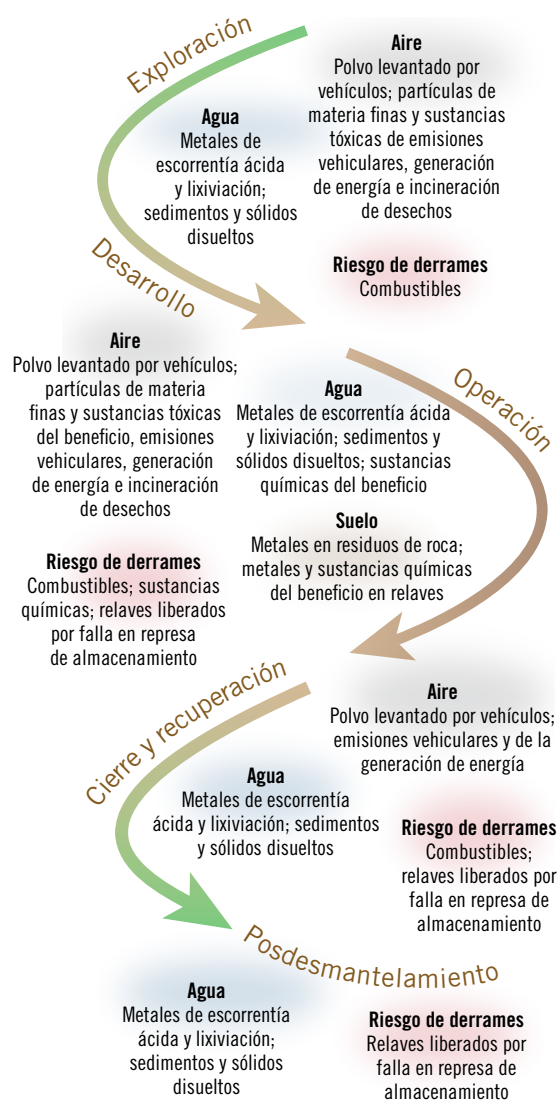 Exploración
Aire
Polvo levantado por
vehículos; partículas de
materia finas y sustancias
tóxicas de emisiones
vehiculares, generación
de energía e incineración
de desechos
Agua
Metales de
escorrentía ácida
y lixiviación;
sedimentos y sólidos
disueltos
Riesgo de derrames
Combustibles
Desarrollo
Aire
Polvo levantado por vehículos;
partículas de materia
finas y sustancias tóxicas
del beneficio, emisiones
vehiculares, generación
de energía e incineración
de desechos
Operación
Agua
Metales de escorrentía ácida
y lixiviación; sedimentos y
sólidos disueltos; sustancias
químicas del beneficio
Suelo
Metales en residuos de roca;
metales y sustancias químicas
del beneficio en relaves
Riesgo de derrames
Combustibles; sustancias
químicas; relaves liberados
por falla en represa
de almacenamiento
Cierre y recuperación
Aire
Polvo levantado por vehículos;
emisiones vehiculares y de la
generación de energía
Agua
Metales de escorrentía
ácida y lixiviación; sedimentos
y sólidos disueltos
Riesgo de derrames
Combustibles;
relaves liberados por
falla en represa de
almacenamiento
Posdesmantelamiento
Agua
Metales de escorrentía
ácida y lixiviación;
sedimentos y sólidos
disueltos
Riesgo de derrames
Relaves liberados por
falla en represa de
almacenamiento